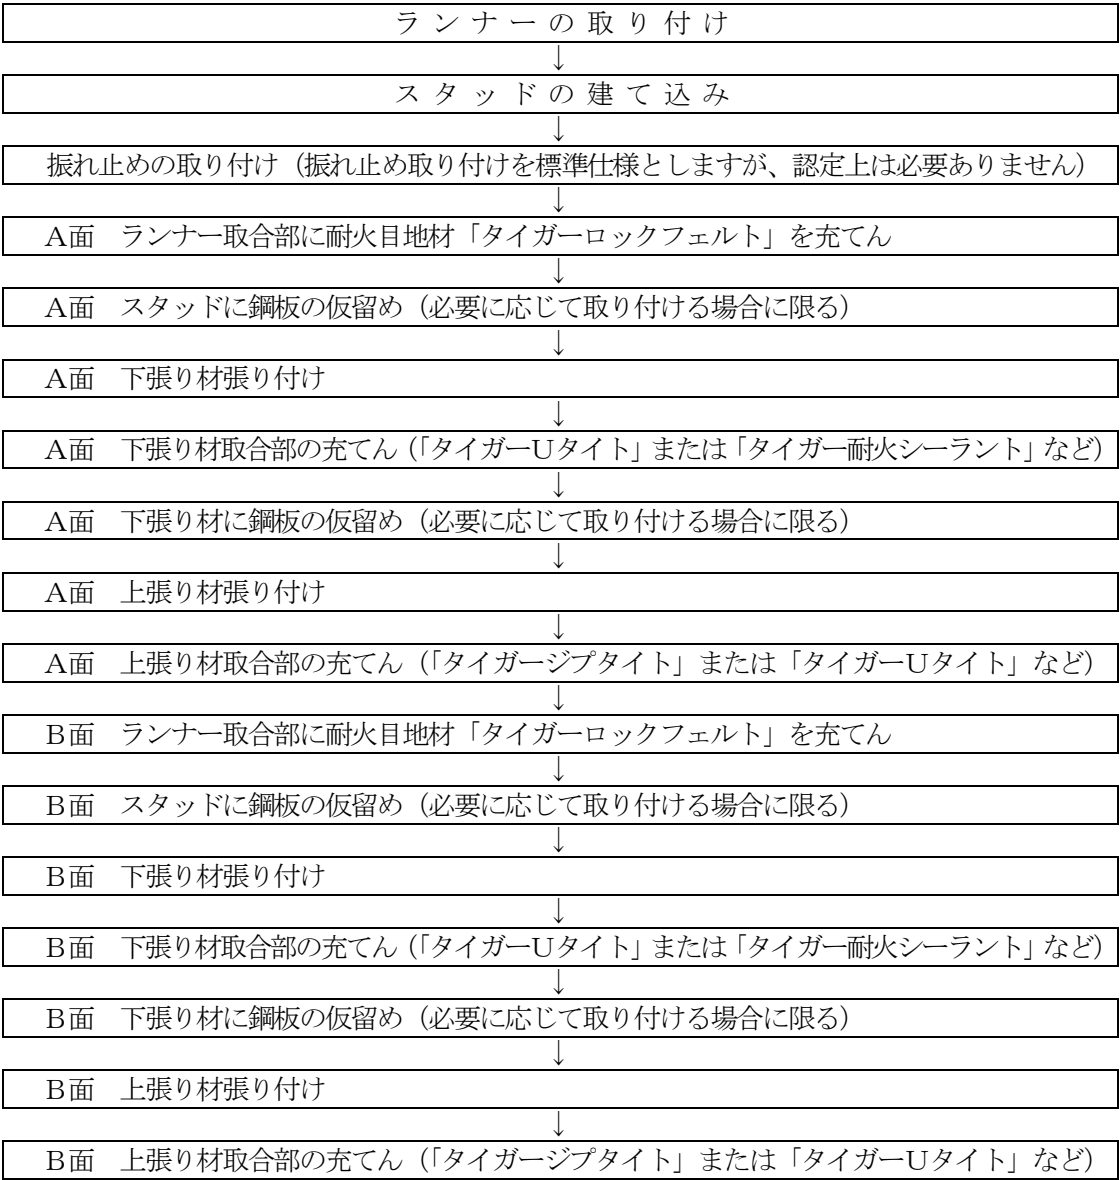 ランナーの取り付け
↓
スタッドの建て込み
↓
振れ止めの取り付け（振れ止め取り付けを標準仕様としますが、認定上は必要ありません）
↓
A面　ランナー取合部に耐火目地材「タイガーロックフェルト」を充てん
↓
A面　スタッドに鋼板の仮留め（必要に応じて取り付ける場合に限る）
↓
A面　下張り材張り付け
↓
A面　下張り材取合部の充てん（「タイガーUタイト」または「タイガー耐火シーラント」など）
↓
A面　下張り材に鋼板の仮留め（必要に応じて取り付ける場合に限る）
↓
A面　上張り材張り付け
↓
A面　上張り材取合部の充てん（「タイガージプタイト」または「タイガーUタイト」など）
↓
B面　ランナー取合部に耐火目地材「タイガーロックフェルト」を充てん
↓
B面　スタッドに鋼板の仮留め（必要に応じて取り付ける場合に限る）
↓
B面　下張り材張り付け
↓
B面　下張り材取合部の充てん（「タイガーUタイト」または「タイガー耐火シーラント」など）
↓
B面　下張り材に鋼板の仮留め（必要に応じて取り付ける場合に限る）
↓
B面　上張り材張り付け
↓
B面　上張り材取合部の充てん（「タイガージプタイト」または「タイガーUタイト」など）